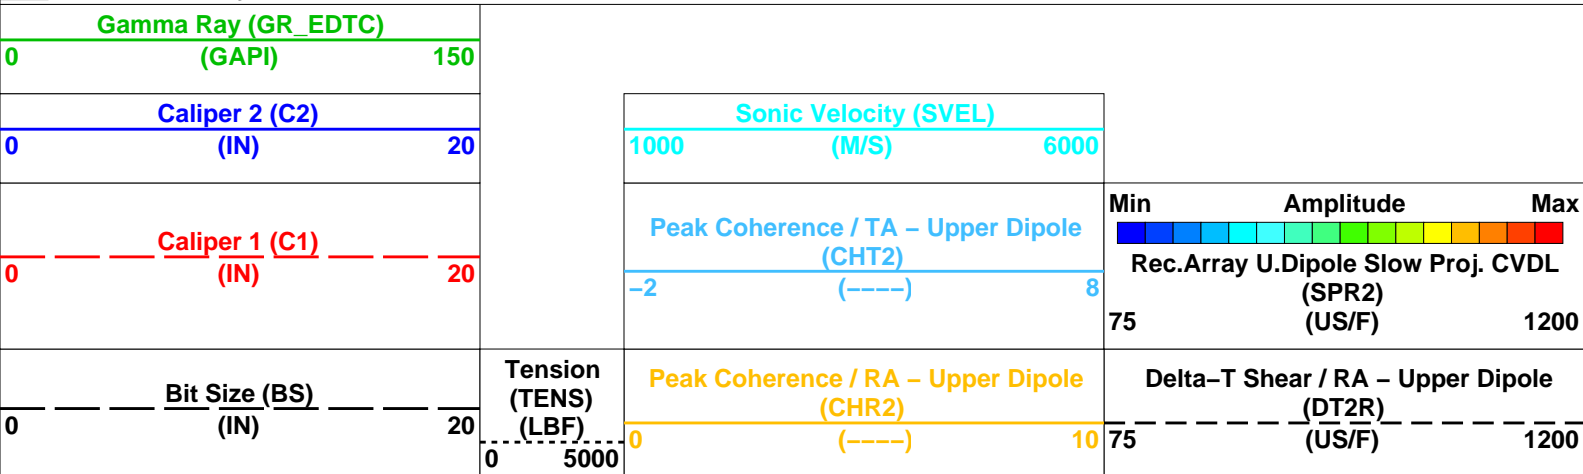 Gamma Ray (GR_EDTC)
0 (GAPI) 150
Caliper 2 (C2)
0 (IN) 20
Caliper 1 (C1)
0 (IN) 20
Bit Size (BS)
0 (IN) 20
Tension
(TENS)
(LBF)
0 5000
Sonic Velocity (SVEL)
1000 (M/S) 6000
Peak Coherence / TA – Upper Dipole
(CHT2)
–2 (––––) 8
Peak Coherence / RA – Upper Dipole
(CHR2)
0 (––––) 10
Min Amplitude Max
Rec.Array U.Dipole Slow Proj. CVDL
(SPR2)
75 (US/F) 1200
Delta–T Shear / RA – Upper Dipole
(DT2R)
75 (US/F) 1200